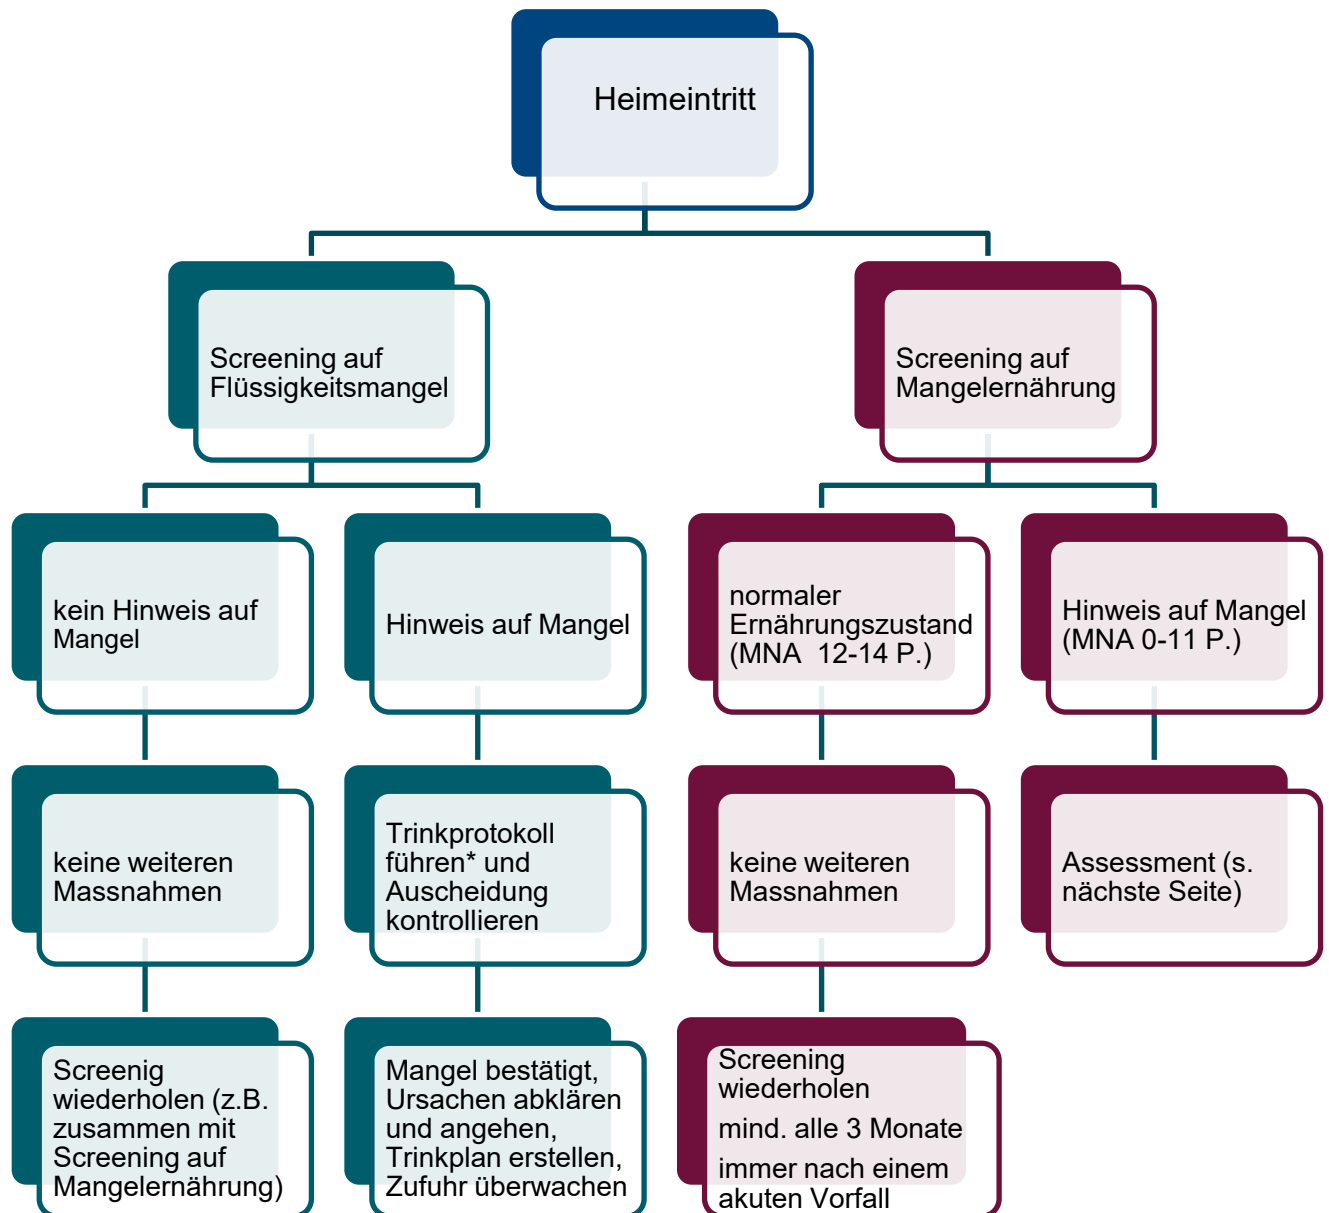 Heimeintritt
Screening auf
Flüssigkeitsmangel
Screening auf
Mangelernährung
kein Hinweis auf
Mangel
Hinweis auf Mangel
normaler
Ernährungszustand
(MNA  12-14 P.)
Hinweis auf Mangel
(MNA 0-11 P.)
keine weiteren
Massnahmen
Trinkprotokoll
führen* und
Auscheidung
kontrollieren
keine weiteren
Massnahmen
Assessment (s.
nächste Seite)
Screenig
wiederholen (z.B.
zusammen mit
Screening auf
Mangelernährung)
Mangel bestätigt,
Ursachen abklären
und angehen,
Trinkplan erstellen,
Zufuhr überwachen
Screening
wiederholen
mind. alle 3 Monate
immer nach einem
akuten Vorfall